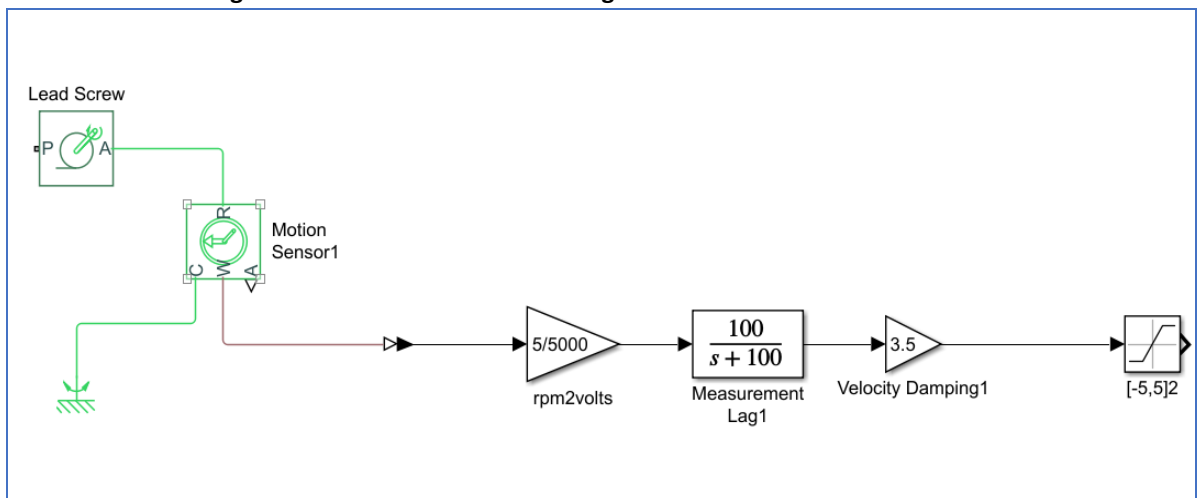 Lead Screw
P
A
R
Motion
Sensor1
C
W
A
5/5000
rpm2volts
100
s + 100
Measurement
Lag1
3.5
Velocity Damping1
[-5,5]2